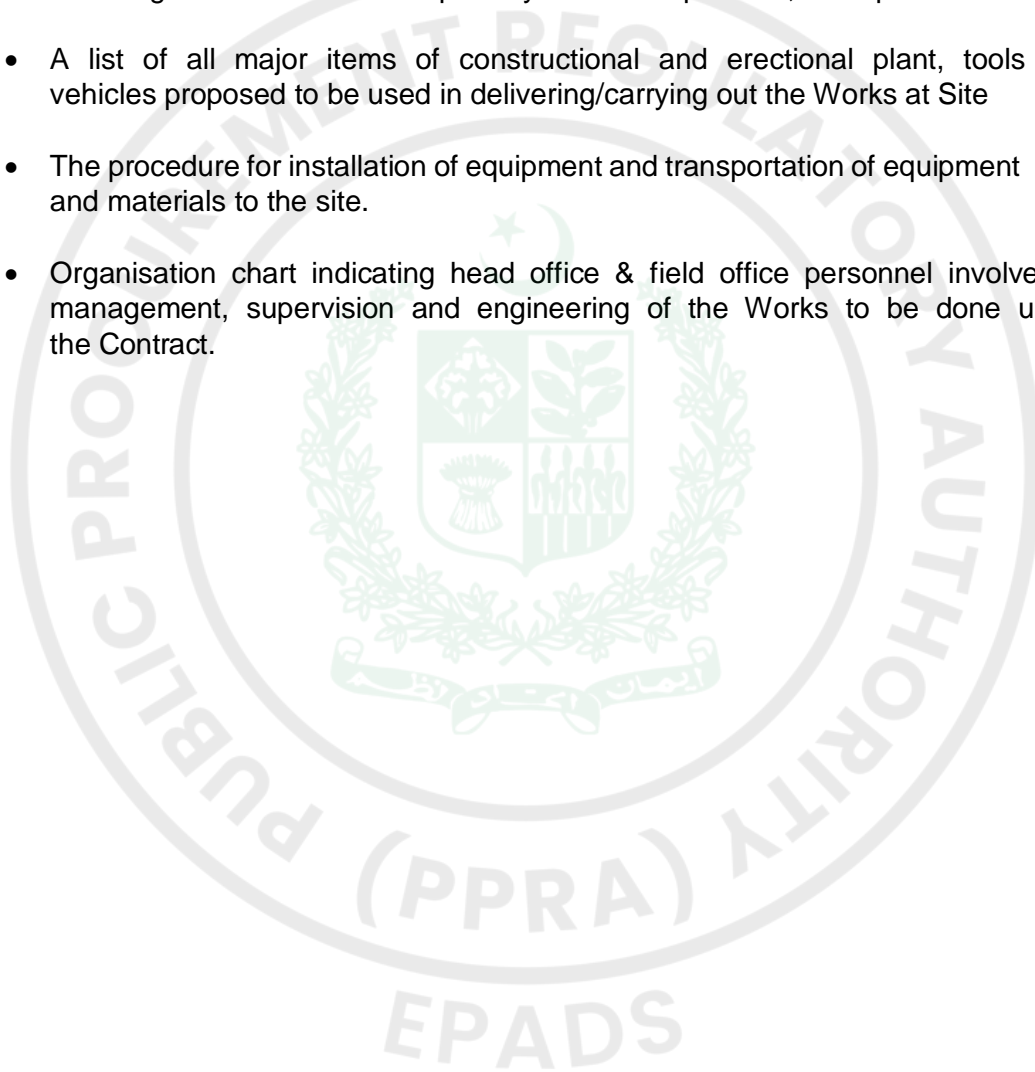 • A list of all major items of constructional and erectional plant, tools
vehicles proposed to be used in delivering/carrying out the Works at Site
• The procedure for installation of equipment and transportation of equipment
and materials to the site.
• Organisation chart indicating head office & field office personnel involve
management, supervision and engineering of the Works to be done u
the Contract.
PUBLIC PROCUREMENT REGULATORY AUTHORITY
(PPRA)
EPADS